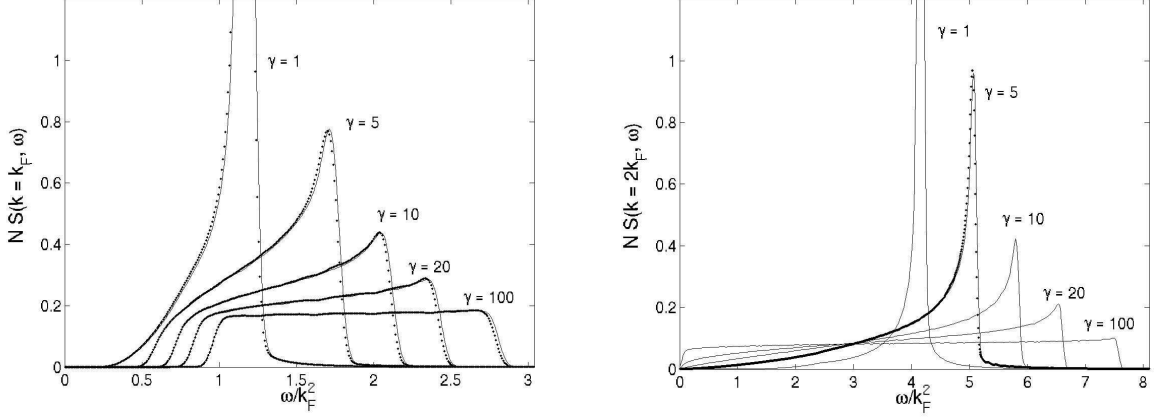 N S(k = k_F, ω)
1
0.8
0.6
0.4
0.2
0
γ = 1
γ = 5
γ = 10
γ = 20
γ = 100
0 0.5 1 1.5 2 2.5 3
ω/k_F^2
N S(k = 2k_F, ω)
1
0.8
0.6
0.4
0.2
0
γ = 1
γ = 5
γ = 10
γ = 20
γ = 100
0 1 2 3 4 5 6 7 8
ω/k_F^2